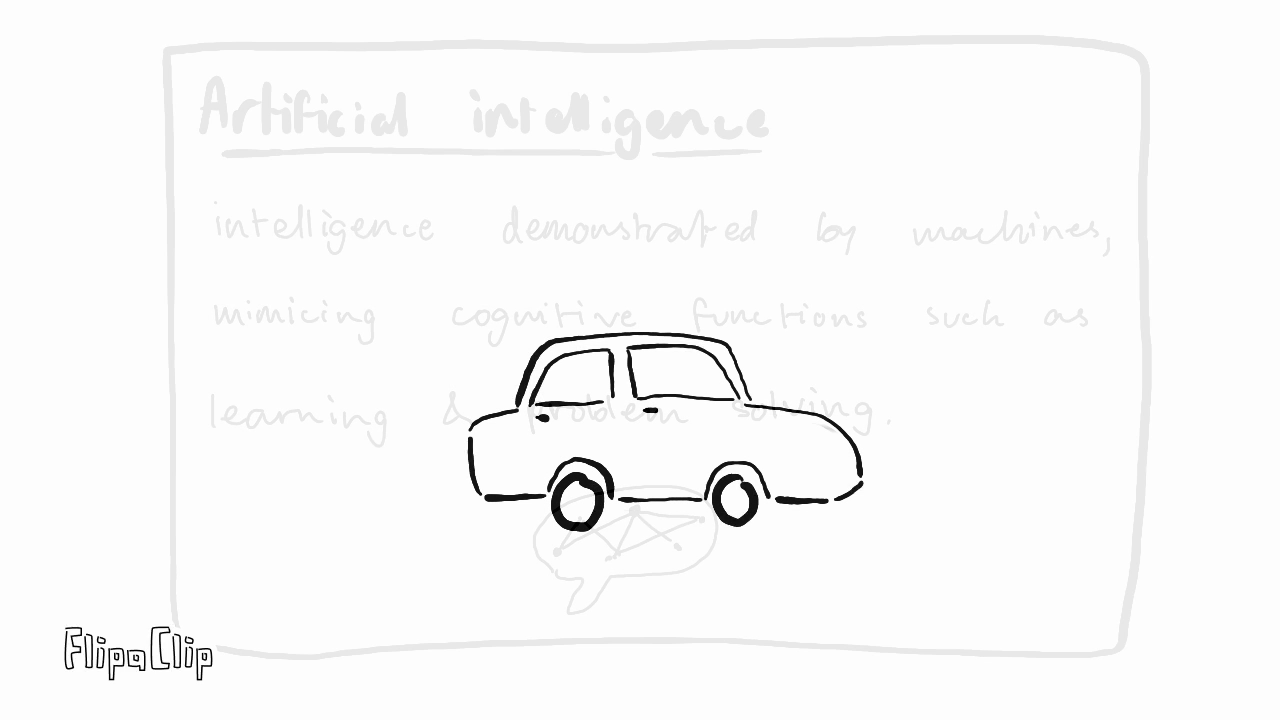 Artificial intelligence
intelligence demonstrated by machines,
mimicing cognitive functions such as
learning & problem solving.
FlipaClip